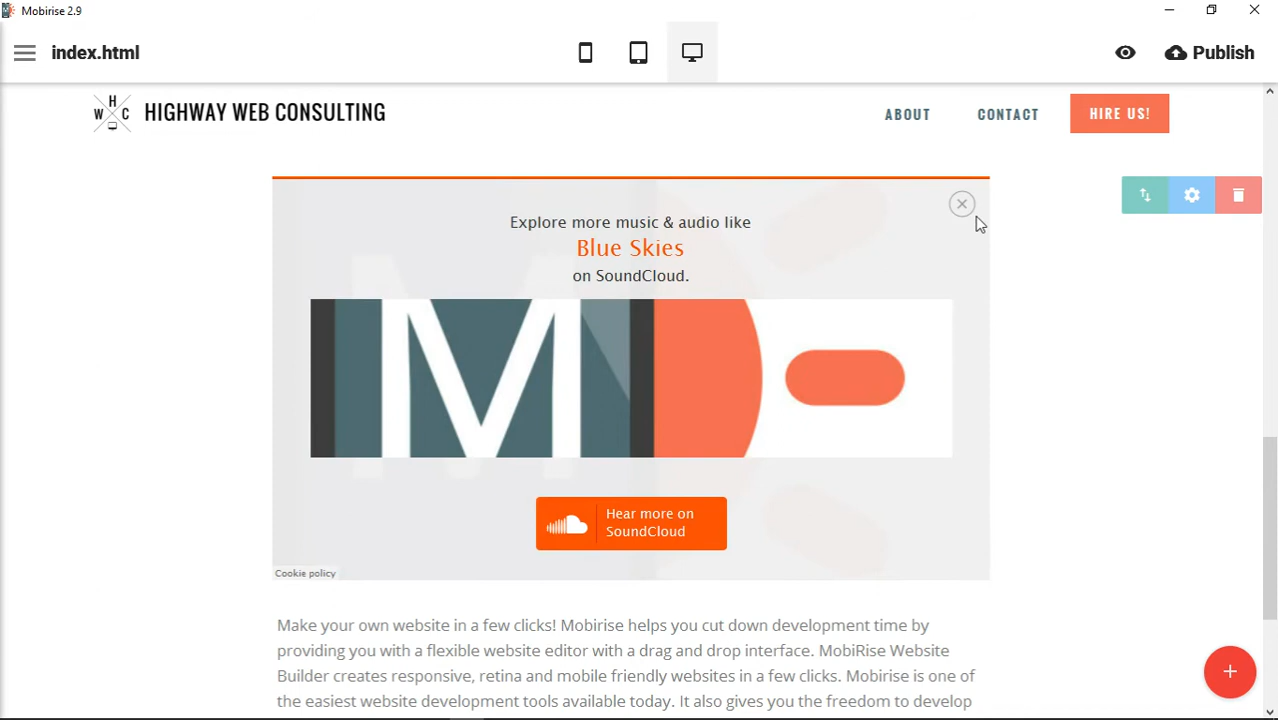 Mobirise 2.9
index.html
Publish
W H C
HIGHWAY WEB CONSULTING
ABOUT
CONTACT
HIRE US!
Explore more music & audio like
Blue Skies
on SoundCloud.
M
Hear more on
SoundCloud
Cookie policy
Make your own website in a few clicks! Mobirise helps you cut down development time by
providing you with a flexible website editor with a drag and drop interface. MobiRise Website
Builder creates responsive, retina and mobile friendly websites in a few clicks. Mobirise is one of
the easiest website development tools available today. It also gives you the freedom to develop